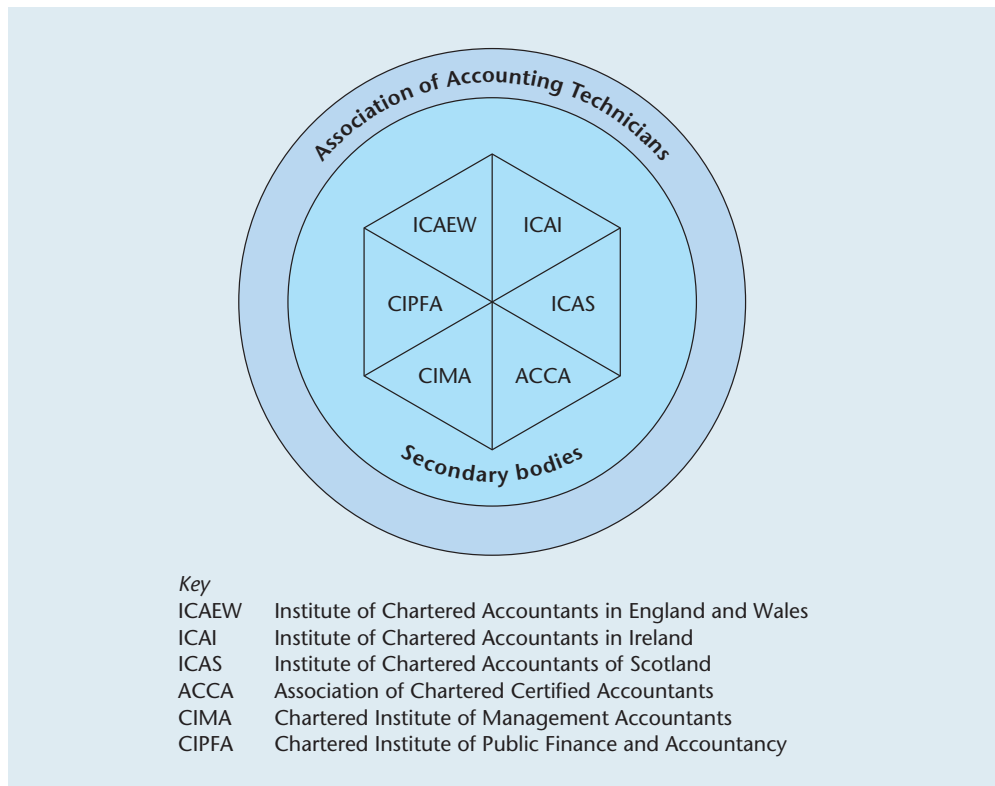 Association of Accounting Technicians
ICAEW ICAI
CIPFA ICAS
CIMA ACCA
Secondary bodies
Key
ICAEW Institute of Chartered Accountants in England and Wales
ICAI Institute of Chartered Accountants in Ireland
ICAS Institute of Chartered Accountants of Scotland
ACCA Association of Chartered Certified Accountants
CIMA Chartered Institute of Management Accountants
CIPFA Chartered Institute of Public Finance and Accountancy